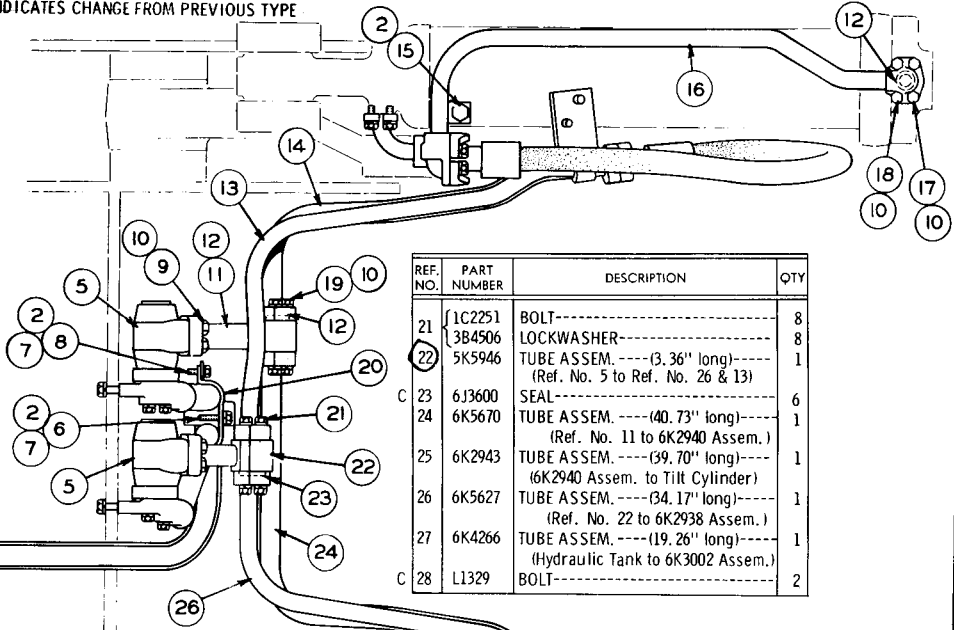 NDICATES CHANGE FROM PREVIOUS TYPE
2
15
12
16
14
13
18
10
17
10
10
9
12
11
19
10
12
5
2
7
8
20
2
7
6
21
22
5
23
24
26
REF. NO. PART NUMBER DESCRIPTION QTY
21 { 1C2251 BOLT------------------------ 8
3B4506 LOCKWASHER----------------- 8
22 5K5946 TUBE ASSEM. ----(3.36" long)----- 1
(Ref. No. 5 to Ref. No. 26 & 13)
C 23 6J3600 SEAL------------------------ 6
24 6K5670 TUBE ASSEM. ----(40.73" long)---- 1
(Ref. No. 11 to 6K2940 Assem.)
25 6K2943 TUBE ASSEM. ----(39.70" long)---- 1
(6K2940 Assem. to Tilt Cylinder)
26 6K5627 TUBE ASSEM. ----(34.17" long)---- 1
(Ref. No. 22 to 6K2938 Assem.)
27 6K4266 TUBE ASSEM. ----(19.26" long)---- 1
(Hydraulic Tank to 6K3002 Assem.)
C 28 L1329 BOLT------------------------ 2